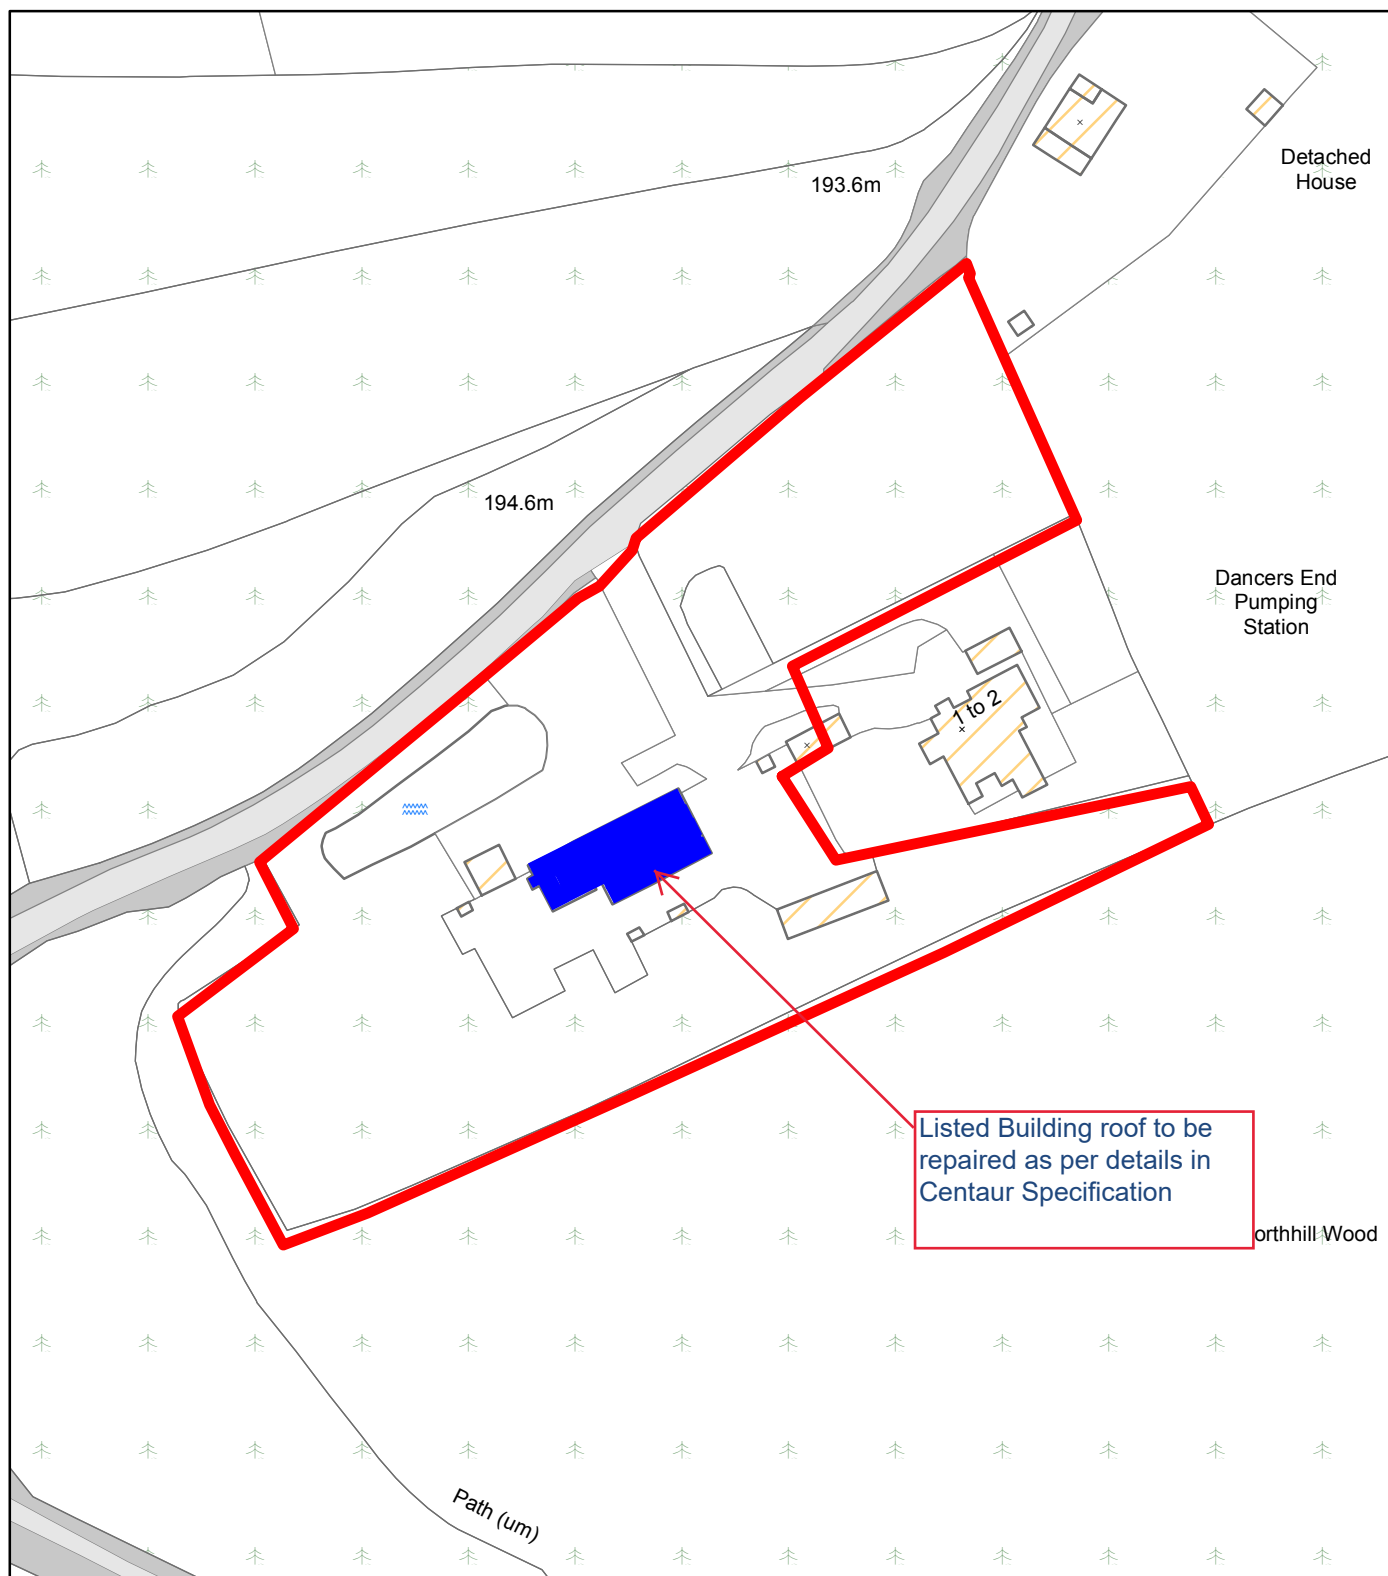 Detached
House
193.6m
194.6m
Dancers End
Pumping
Station
1 to 2
Listed Building roof to be
repaired as per details in
Centaur Specification
orthhill Wood
Path (um)